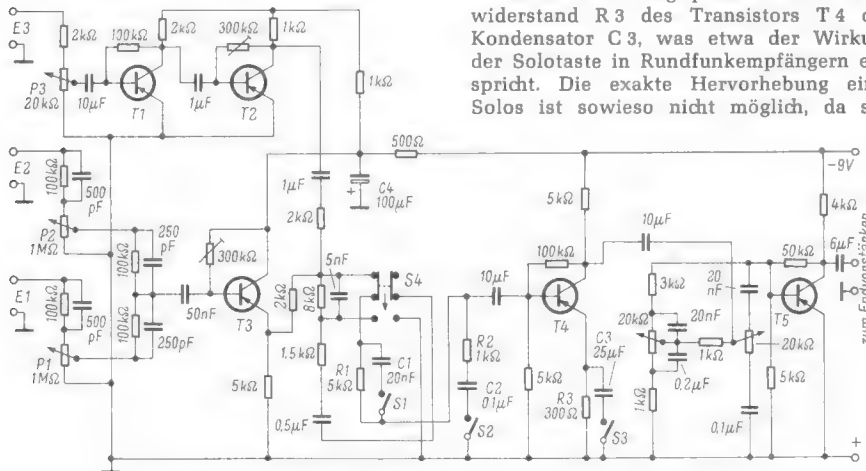 widerstand R 3 des Transistors T 4
Kondensator C 3, was etwa der Wirku
der Solotaste in Rundfunkempfängern e
spricht. Die exakte Hervorhebung ein
Solos ist sowieso nicht möglich, da s
E3
2kΩ
100kΩ
2kΩ
300kΩ
1kΩ
P3
20kΩ
10µF
T1
1µF
T2
1kΩ
E2
100kΩ
500
pF
P2
1MΩ
250
pF
100kΩ
E1
100kΩ
500
pF
P1
1MΩ
100kΩ
250pF
50nF
300kΩ
T3
5kΩ
1µF
2kΩ
C4
100µF
+
500Ω
2kΩ
8kΩ
5nF
S4
1,5kΩ
0,5µF
R1
5kΩ
C1
20nF
S1
10µF
R2
1kΩ
C2
0,1µF
S2
5kΩ
100kΩ
T4
5kΩ
R3
300Ω
C3
25µF
S3
10µF
3kΩ
20kΩ
20nF
0,2µF
1kΩ
1kΩ
20
nF
20kΩ
0,1µF
50kΩ
T5
5kΩ
4kΩ
6µF
−9V
+